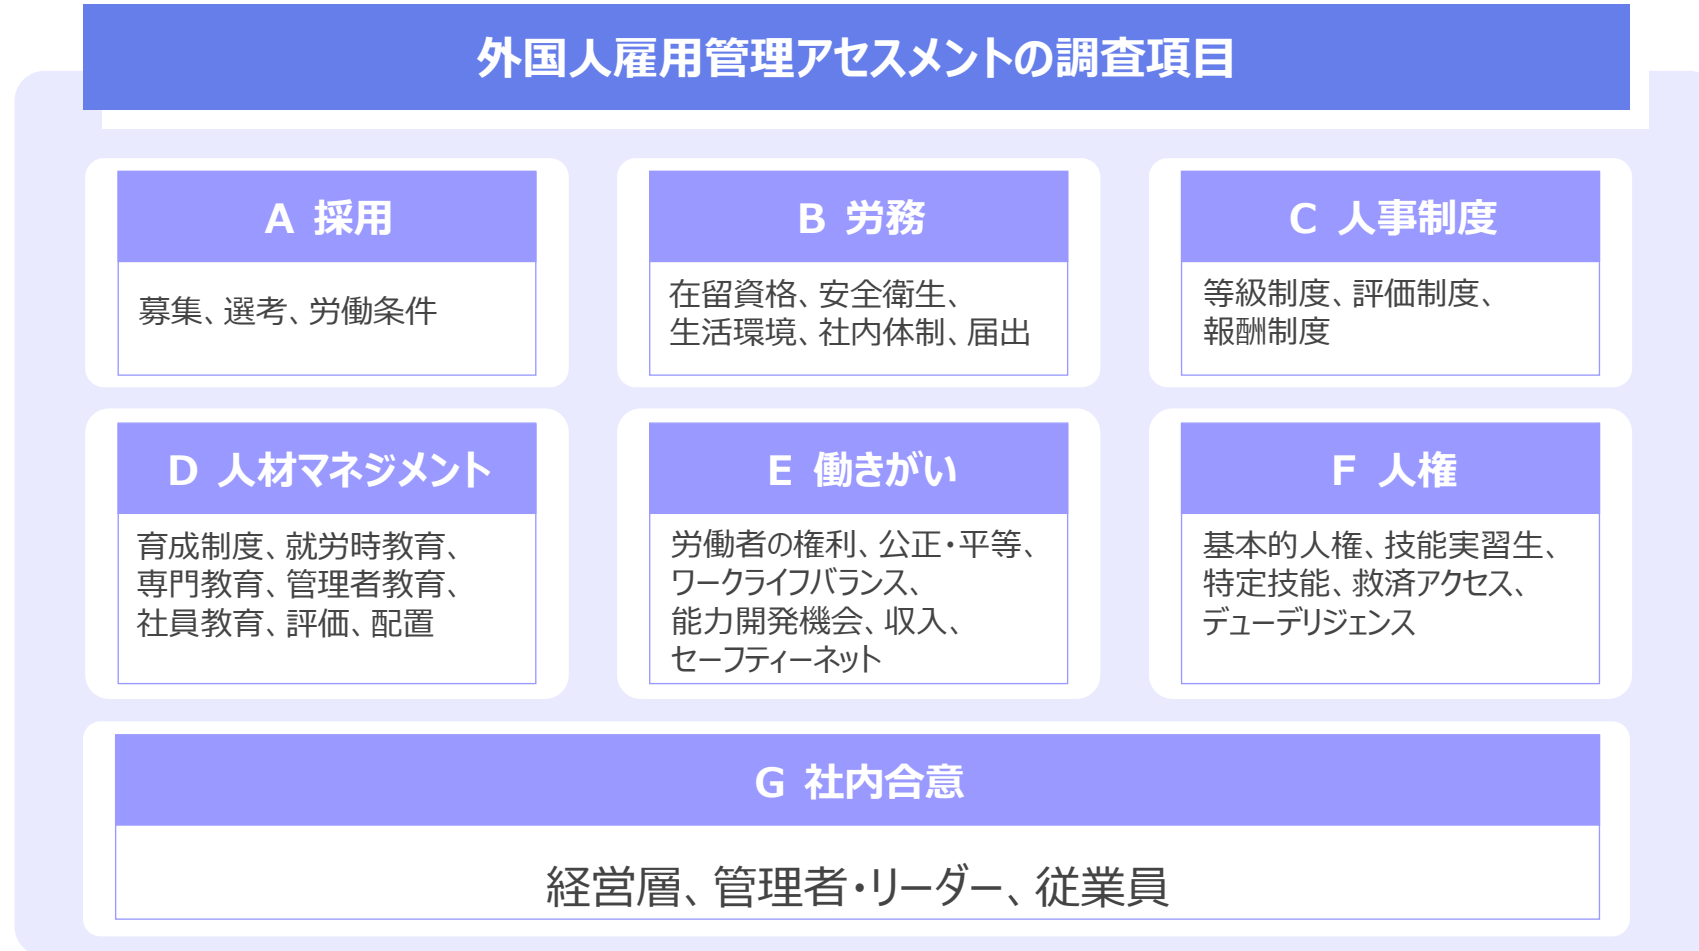 外国人雇用管理アセスメントの調査項目
A 採用
募集、選考、労働条件
B 労務
在留資格、安全衛生、
生活環境、社内体制、届出
C 人事制度
等級制度、評価制度、
報酬制度
D 人材マネジメント
育成制度、就労時教育、
専門教育、管理者教育、
社員教育、評価、配置
E 働きがい
労働者の権利、公正・平等、
ワークライフバランス、
能力開発機会、収入、
セーフティーネット
F 人権
基本的人権、技能実習生、
特定技能、救済アクセス、
デューデリジェンス
G 社内合意
経営層、管理者・リーダー、従業員